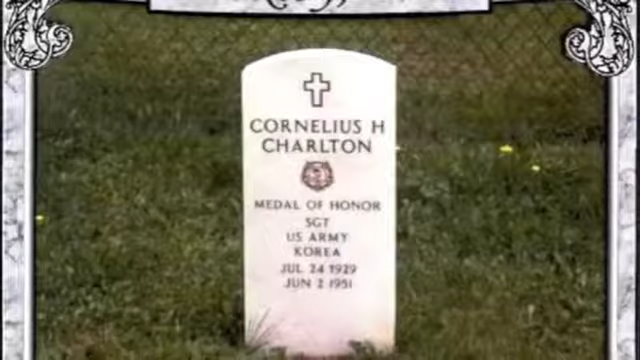 CORNELIUS H
CHARLTON
MEDAL OF HONOR
SGT
US ARMY
KOREA
JUL 24 1929
JUN 2 1951